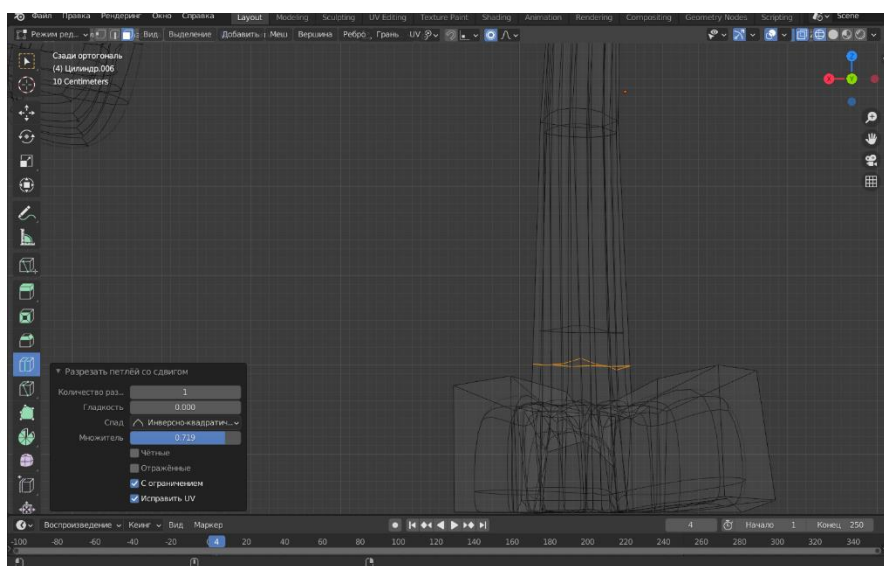 Файл Правка Рендеринг Окно Справка Layout Modeling Sculpting UV Editing Texture Paint Shading Animation Rendering Compositing Geometry Nodes Scripting Scene
Режим ред... Вид Выделение Добавить Меш Вершина Ребро Грань UV
Сзади ортогональ
(4) Цилиндр.006
10 Centimeters
Z
X
Y
Разрезать петлёй со сдвигом
Количество раз... 1
Гладкость 0.000
Спад Инверсно-квадратич...
Множитель 0.719
Чётные
Отражённые
С ограничением
Исправить UV
Воспроизведение Кеинг Вид Маркер 4 Начало 1 Конец 250
-100 -80 -60 -40 -20 4 20 40 60 80 100 120 140 160 180 200 220 240 260 280 300 320 340